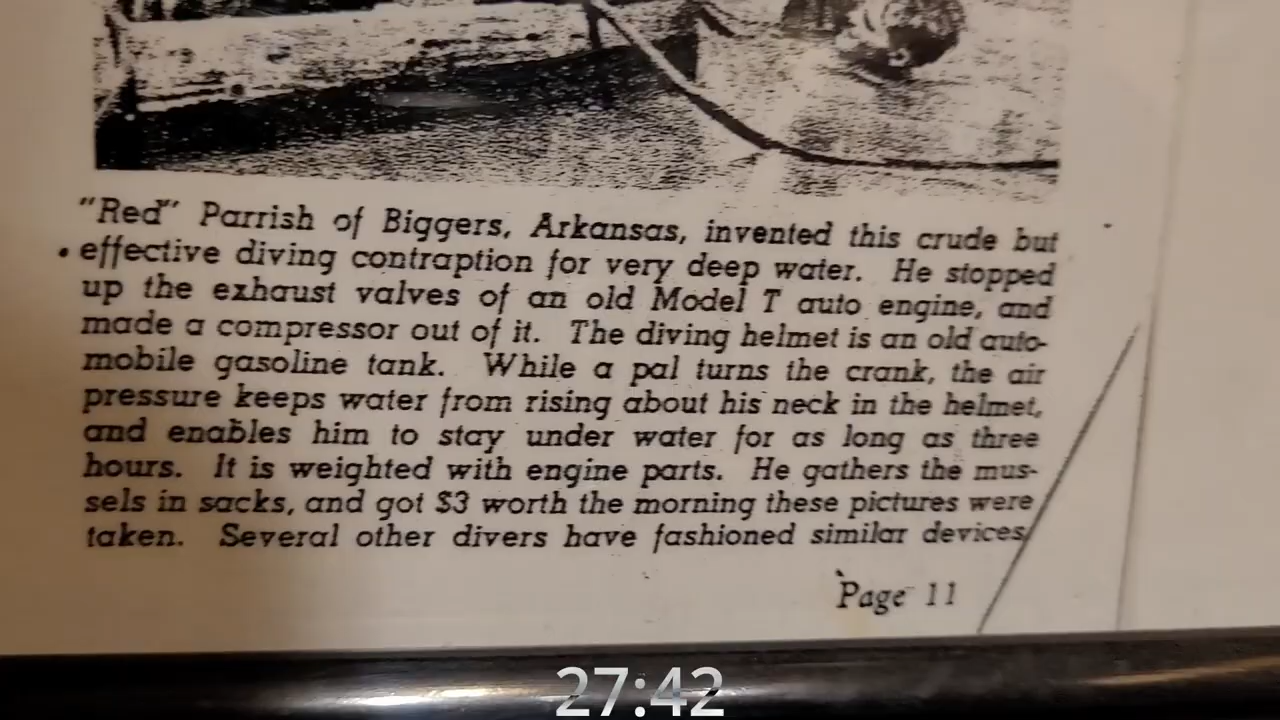 "Red" Parrish of Biggers, Arkansas, invented this crude but
effective diving contraption for very deep water. He stopped
up the exhaust valves of an old Model T auto engine, and
made a compressor out of it. The diving helmet is an old auto-
mobile gasoline tank. While a pal turns the crank, the air
pressure keeps water from rising about his neck in the helmet,
and enables him to stay under water for as long as three
hours. It is weighted with engine parts. He gathers the mus-
sels in sacks, and got $3 worth the morning these pictures were
taken. Several other divers have fashioned similar devices
Page 11
27:42